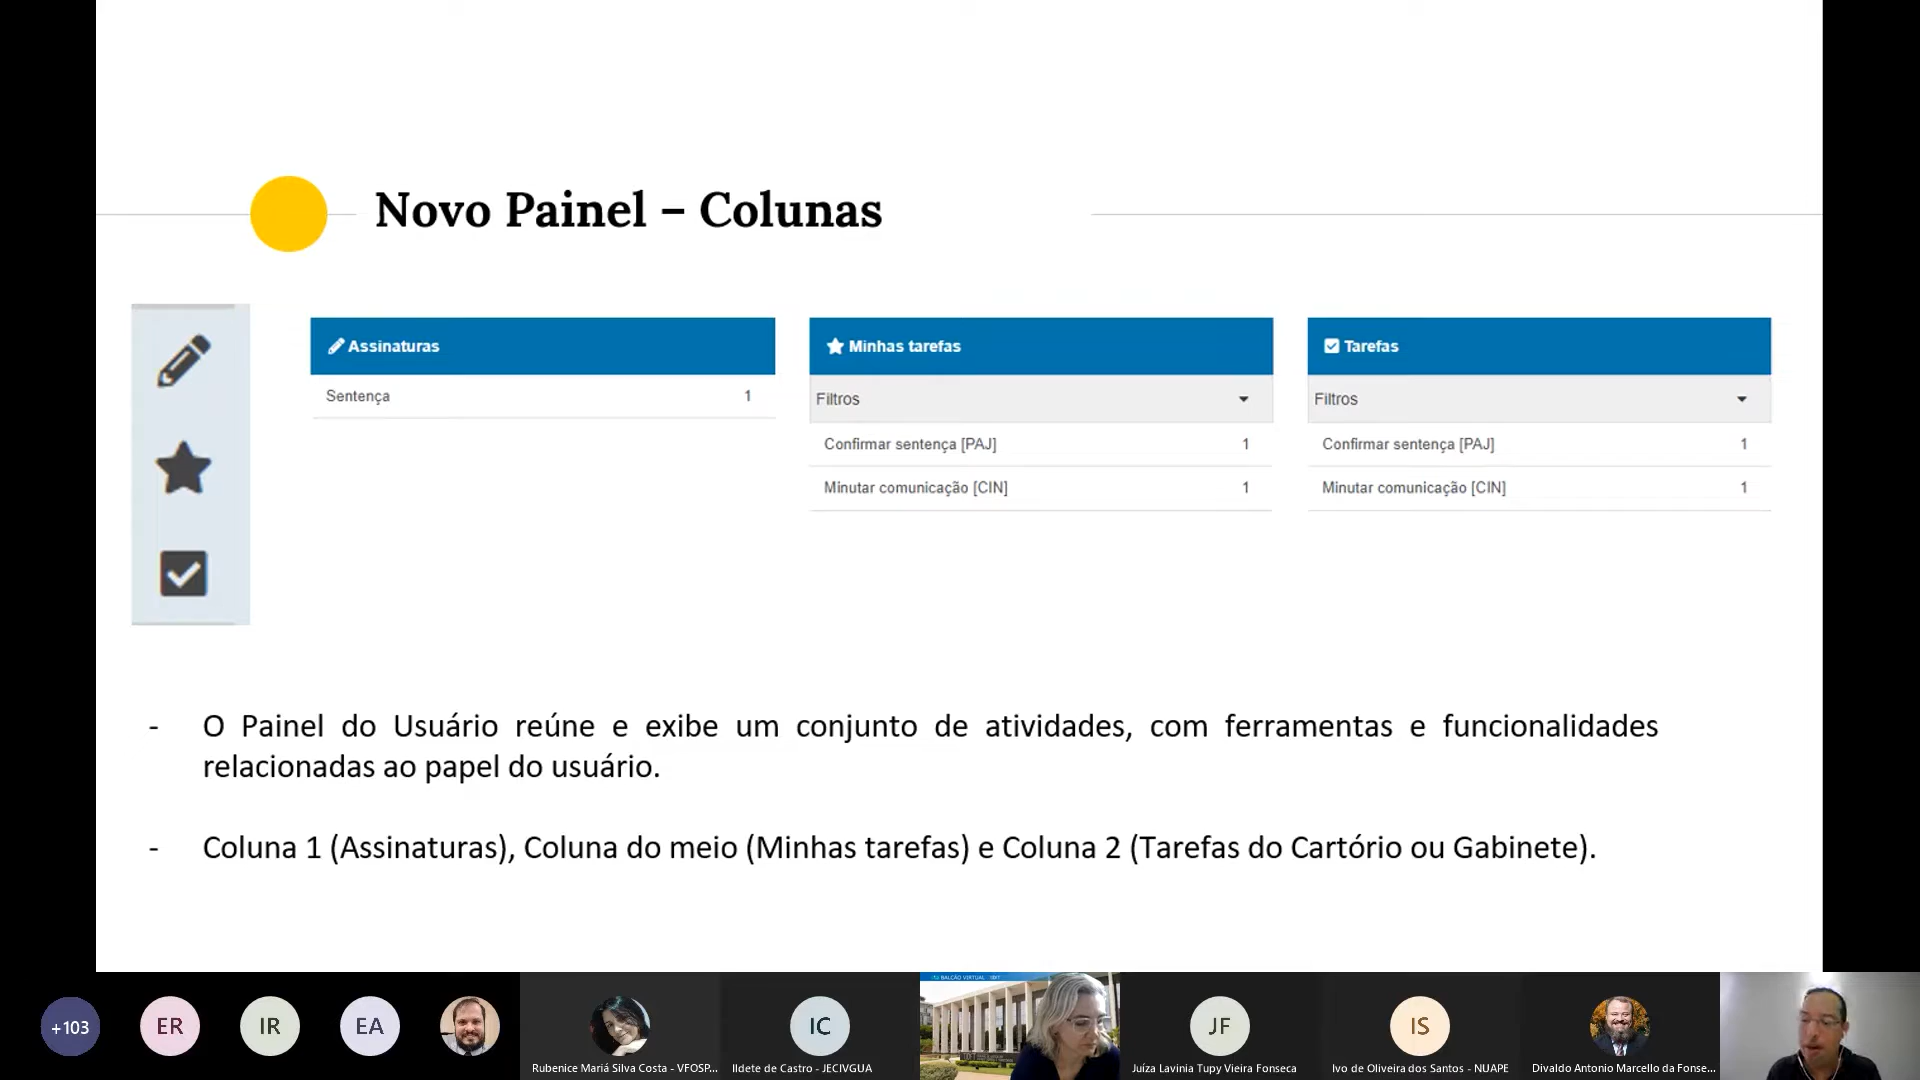 Novo Painel – Colunas
Assinaturas
Sentença 1
Minhas tarefas
Filtros
Confirmar sentença [PAJ] 1
Minutar comunicação [CIN] 1
Tarefas
Filtros
Confirmar sentença [PAJ] 1
Minutar comunicação [CIN] 1
- O Painel do Usuário reúne e exibe um conjunto de atividades, com ferramentas e funcionalidades
relacionadas ao papel do usuário.
- Coluna 1 (Assinaturas), Coluna do meio (Minhas tarefas) e Coluna 2 (Tarefas do Cartório ou Gabinete).
+103
ER
IR
EA
Rubenice Mariá Silva Costa - VFOSP...
IC
Ildete de Castro - JECIVGUA
BALCÃO VIRTUAL
JF
Juíza Lavinia Tupy Vieira Fonseca
IS
Ivo de Oliveira dos Santos - NUAPE
Divaldo Antonio Marcello da Fonse...